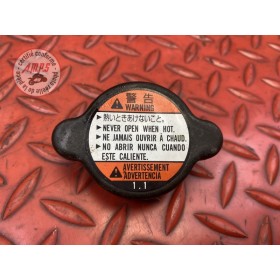 警告
WARNING
▶熱いときあけないこと。
▶NEVER OPEN WHEN HOT.
▶NE JAMAIS OUVRIR À CHAUD.
▶NO ABRIR NUNCA CUANDO
ESTE CALIENTE.
AVERTISSEMENT
ADVERTENCIA
1.1
AMPS